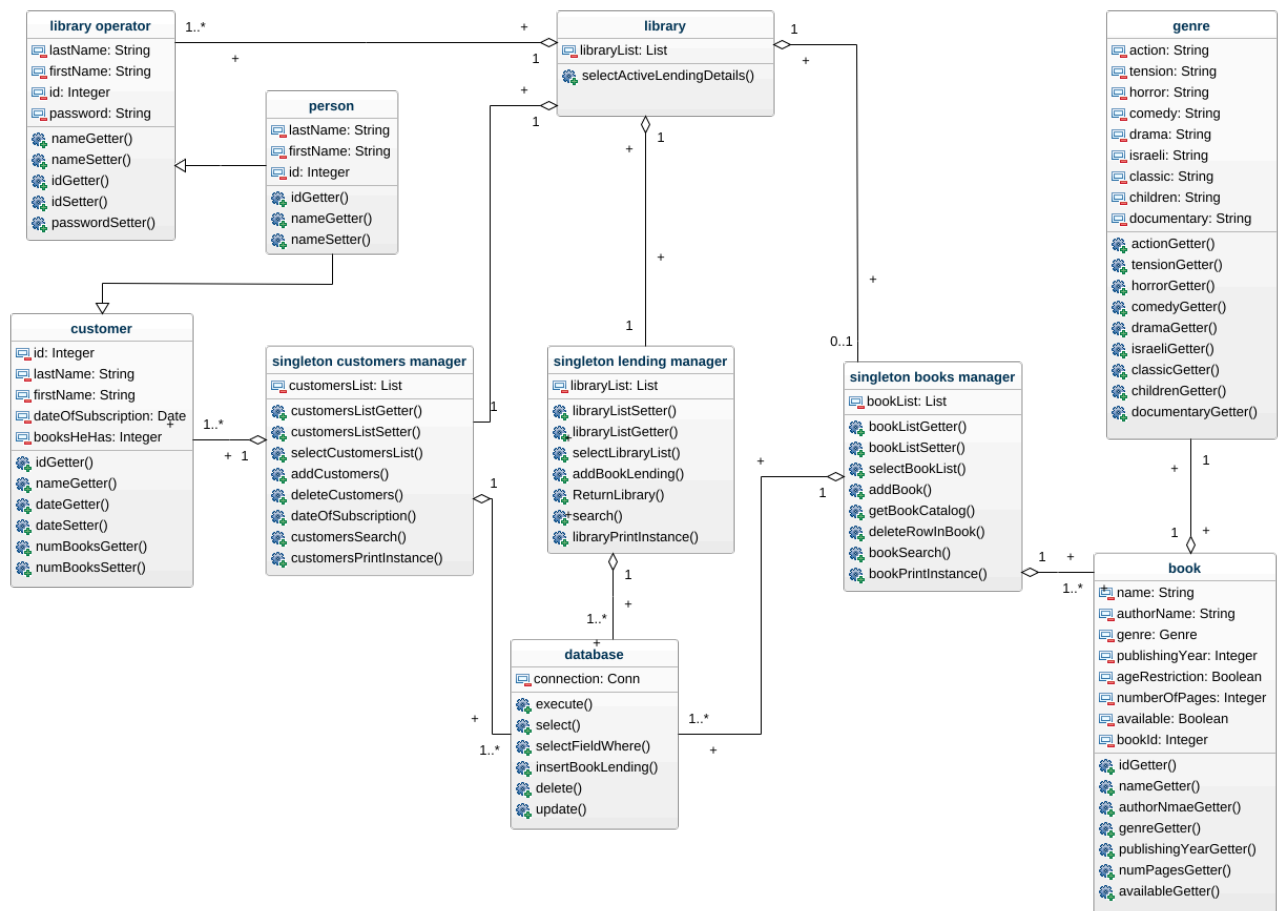 library operator
lastName: String
firstName: String
id: Integer
password: String
nameGetter()
nameSetter()
idGetter()
idSetter()
passwordSetter()
1..*
+
+
1
library
libraryList: List
selectActiveLendingDetails()
1
+
+
1
+
1
person
lastName: String
firstName: String
id: Integer
idGetter()
nameGetter()
nameSetter()
genre
action: String
tension: String
horror: String
comedy: String
drama: String
israeli: String
classic: String
children: String
documentary: String
actionGetter()
tensionGetter()
horrorGetter()
comedyGetter()
dramaGetter()
israeliGetter()
classicGetter()
childrenGetter()
documentaryGetter()
+
1
+
0..1
customer
id: Integer
lastName: String
firstName: String
dateOfSubscription: Date
booksHeHas: Integer
idGetter()
nameGetter()
dateGetter()
dateSetter()
numBooksGetter()
numBooksSetter()
+
1..*
+
1
singleton customers manager
customersList: List
customersListGetter()
customersListSetter()
selectCustomersList()
addCustomers()
deleteCustomers()
dateOfSubscription()
customersSearch()
customersPrintInstance()
1
1
singleton lending manager
libraryList: List
libraryListSetter()
libraryListGetter()
+
selectLibraryList()
addBookLending()
ReturnLibrary()
+
search()
libraryPrintInstance()
singleton books manager
bookList: List
bookListGetter()
bookListSetter()
selectBookList()
addBook()
getBookCatalog()
deleteRowInBook()
bookSearch()
bookPrintInstance()
+
1
+
1
1
+
1
+
1..*
+
book
name: String
authorName: String
genre: Genre
publishingYear: Integer
ageRestriction: Boolean
numberOfPages: Integer
available: Boolean
bookId: Integer
idGetter()
nameGetter()
authorNmaeGetter()
genreGetter()
publishingYearGetter()
numPagesGetter()
availableGetter()
1
+
1..*
+
database
connection: Conn
execute()
select()
selectFieldWhere()
insertBookLending()
delete()
update()
+
1..*
1..*
+